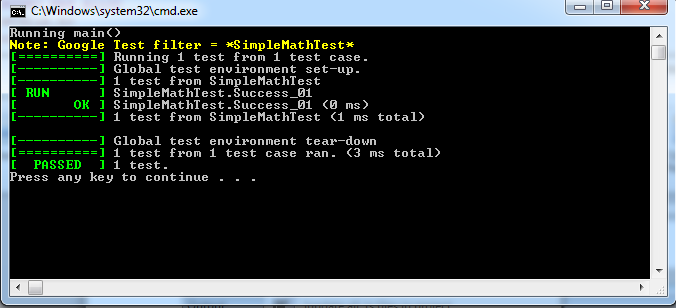 C:\Windows\system32\cmd.exe
Running main()
Note: Google Test filter = *SimpleMathTest*
[==========] Running 1 test from 1 test case.
[----------] Global test environment set-up.
[----------] 1 test from SimpleMathTest
[ RUN      ] SimpleMathTest.Success_01
[       OK ] SimpleMathTest.Success_01 (0 ms)
[----------] 1 test from SimpleMathTest (1 ms total)
[----------] Global test environment tear-down
[==========] 1 test from 1 test case ran. (3 ms total)
[  PASSED  ] 1 test.
Press any key to continue . . .